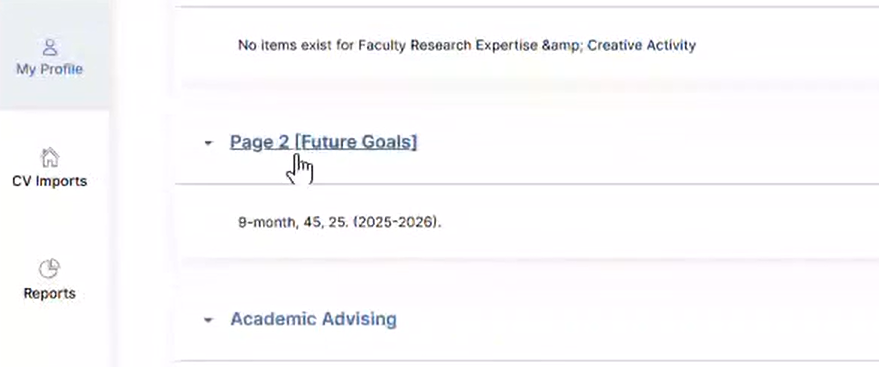 No items exist for Faculty Research Expertise &amp; Creative Activity
My Profile
Page 2 [Future Goals]
CV Imports
9-month, 45, 25. (2025-2026).
Reports
Academic Advising